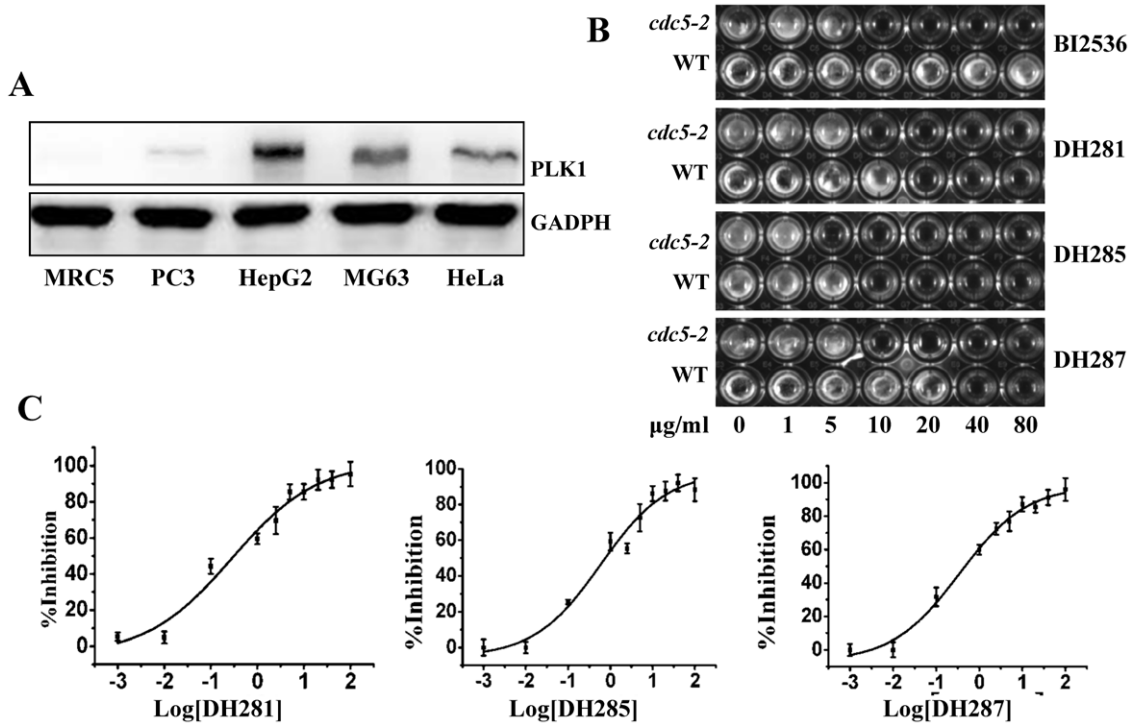 A
PLK1
GADPH
MRC5 PC3 HepG2 MG63 HeLa
B
cdc5-2
WT
BI2536
cdc5-2
WT
DH281
cdc5-2
WT
DH285
cdc5-2
WT
DH287
µg/ml 0 1 5 10 20 40 80
C
%Inhibition
100
80
60
40
20
0
-3 -2 -1 0 1 2
Log[DH281]
%Inhibition
100
80
60
40
20
0
-3 -2 -1 0 1 2
Log[DH285]
%Inhibition
100
80
60
40
20
0
-3 -2 -1 0 1 2
Log[DH287]